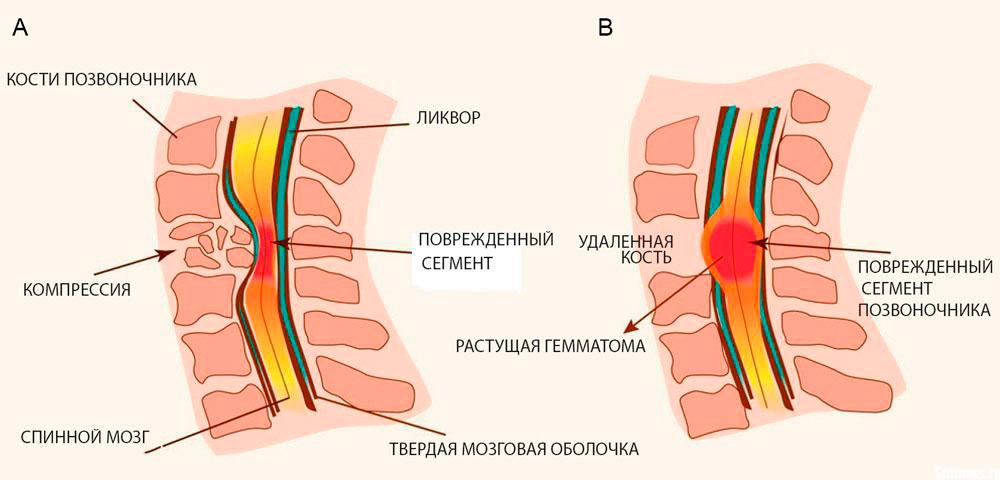 А
В
КОСТИ ПОЗВОНОЧНИКА
ЛИКВОР
ПОВРЕЖДЕННЫЙ
СЕГМЕНТ
КОМПРЕССИЯ
СПИННОЙ МОЗГ
ТВЕРДАЯ МОЗГОВАЯ ОБОЛОЧКА
УДАЛЕННАЯ
КОСТЬ
ПОВРЕЖДЕННЫЙ
СЕГМЕНТ
ПОЗВОНОЧНИКА
РАСТУЩАЯ ГЕММАТОМА